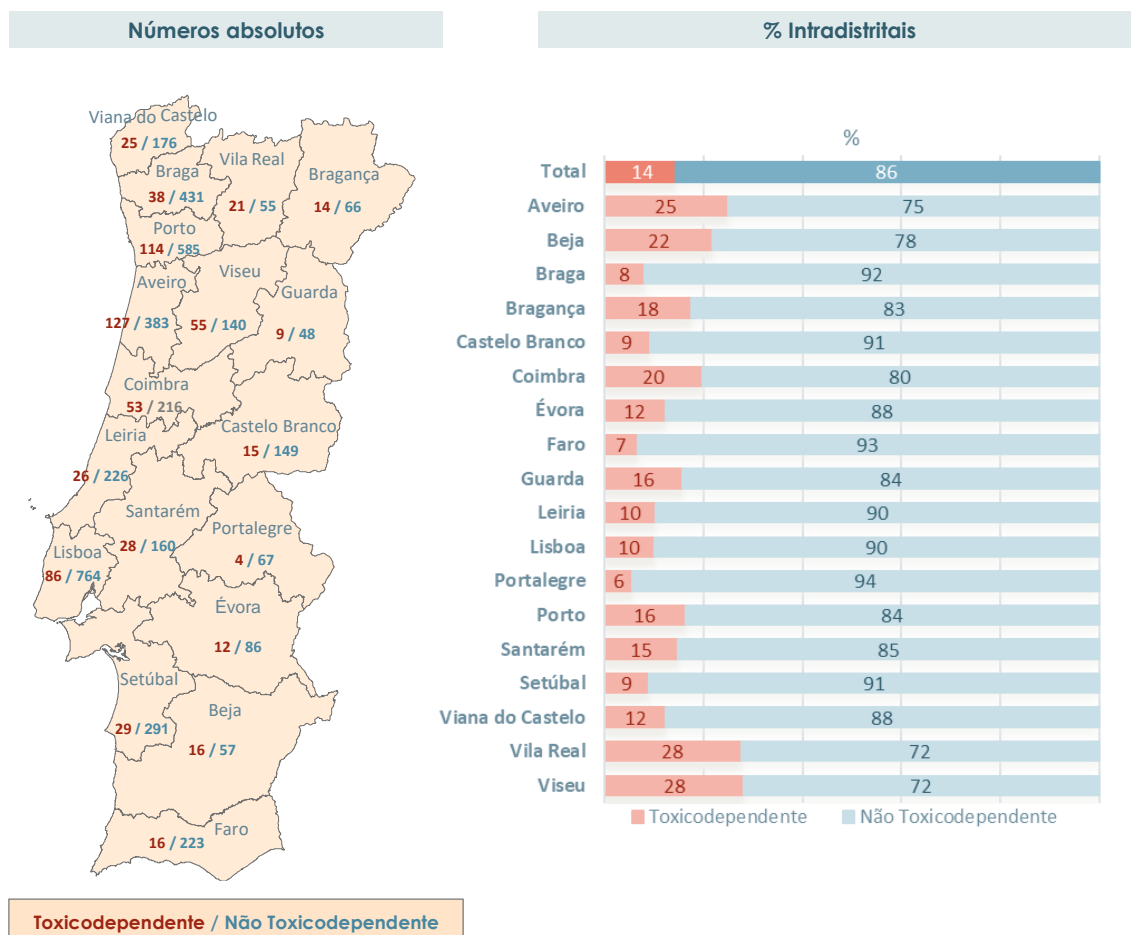 Números absolutos
% Intradistritais
Viana do Castelo
25 / 176
Braga
38 / 431
Vila Real
21 / 55
Bragança
14 / 66
Porto
114 / 585
Aveiro
127 / 383
Viseu
55 / 140
Guarda
9 / 48
Coimbra
53 / 216
Leiria
26 / 226
Castelo Branco
15 / 149
Santarém
28 / 160
Portalegre
4 / 67
Lisboa
86 / 764
Évora
12 / 86
Setúbal
29 / 291
Beja
16 / 57
Faro
16 / 223
Toxicodependente / Não Toxicodependente
%
Total 14 86
Aveiro 25 75
Beja 22 78
Braga 8 92
Bragança 18 83
Castelo Branco 9 91
Coimbra 20 80
Évora 12 88
Faro 7 93
Guarda 16 84
Leiria 10 90
Lisboa 10 90
Portalegre 6 94
Porto 16 84
Santarém 15 85
Setúbal 9 91
Viana do Castelo 12 88
Vila Real 28 72
Viseu 28 72
Toxicodependente Não Toxicodependente